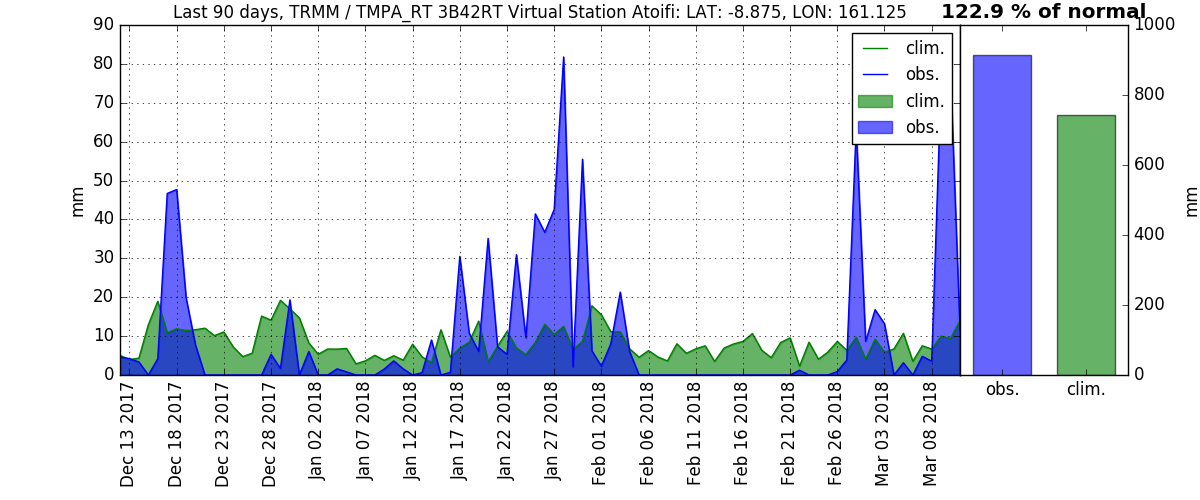 Last 90 days, TRMM / TMPA_RT 3B42RT Virtual Station Atoifi: LAT: -8.875, LON: 161.125
122.9 % of normal
90
80
70
60
50
40
30
20
10
0
mm
clim.
obs.
clim.
obs.
1000
800
600
400
200
0
mm
obs.
clim.
Dec 13 2017
Dec 18 2017
Dec 23 2017
Dec 28 2017
Jan 02 2018
Jan 07 2018
Jan 12 2018
Jan 17 2018
Jan 22 2018
Jan 27 2018
Feb 01 2018
Feb 06 2018
Feb 11 2018
Feb 16 2018
Feb 21 2018
Feb 26 2018
Mar 03 2018
Mar 08 2018